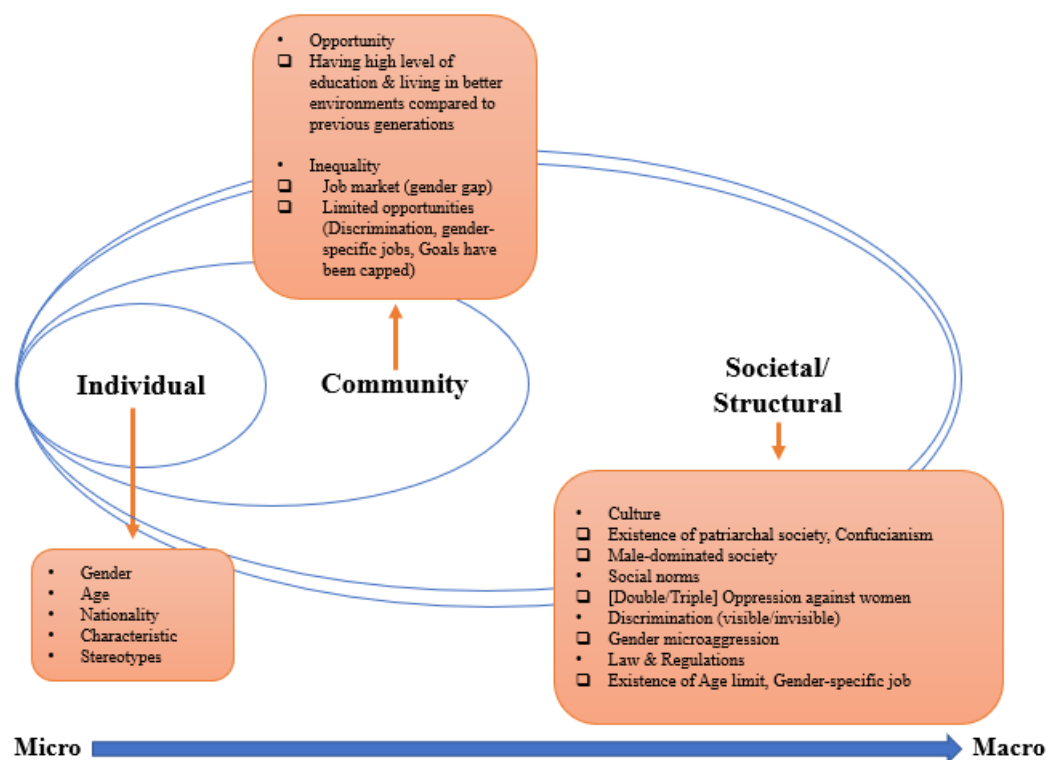 • Opportunity
❑ Having high level of
education & living in better
environments compared to
previous generations
• Inequality
❑ Job market (gender gap)
❑ Limited opportunities
(Discrimination, gender-
specific jobs, Goals have
been capped)
Individual
Community
Societal/
Structural
• Gender
• Age
• Nationality
• Characteristic
• Stereotypes
• Culture
❑ Existence of patriarchal society, Confucianism
❑ Male-dominated society
• Social norms
❑ [Double/Triple] Oppression against women
• Discrimination (visible/invisible)
❑ Gender microaggression
• Law & Regulations
❑ Existence of Age limit, Gender-specific job
Micro
Macro